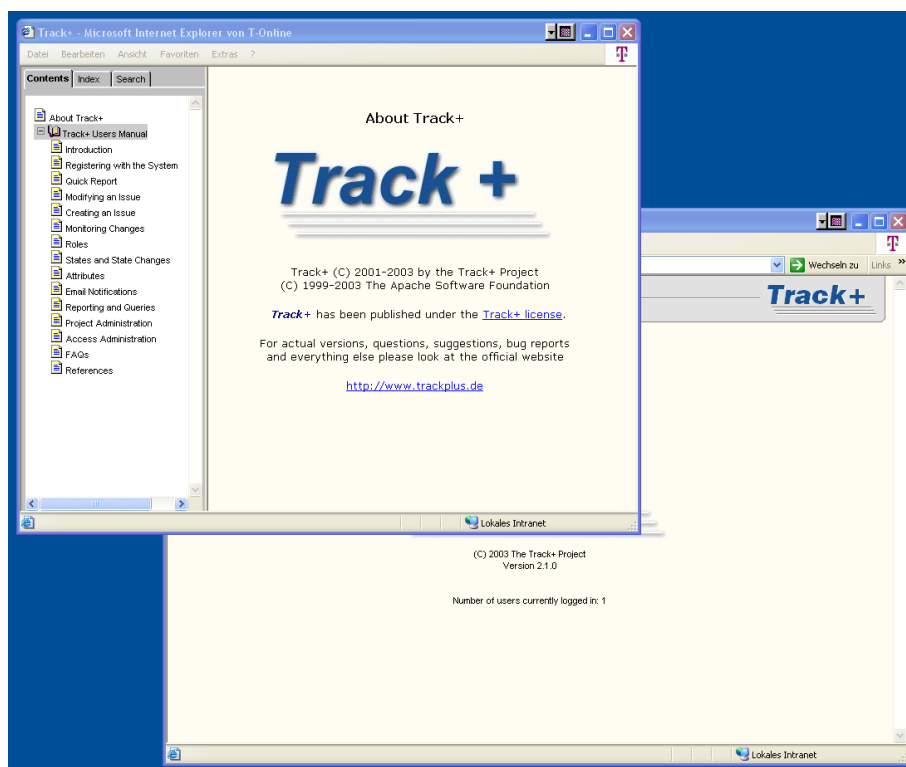 Track+ - Microsoft Internet Explorer von T-Online
Datei Bearbeiten Ansicht Favoriten Extras ?
T
Contents Index Search
About Track+
Track+ Users Manual
Introduction
Registering with the System
Quick Report
Modifying an Issue
Creating an Issue
Monitoring Changes
Roles
States and State Changes
Attributes
Email Notifications
Reporting and Queries
Project Administration
Access Administration
FAQs
References
About Track+
Track +
Track+ (C) 2001-2003 by the Track+ Project
(C) 1999-2003 The Apache Software Foundation
Track+ has been published under the Track+ license.
For actual versions, questions, suggestions, bug reports
and everything else please look at the official website
http://www.trackplus.de
Lokales Intranet
T
Wechseln zu Links »
Track+
(C) 2003 The Track+ Project
Version 2.1.0
Number of users currently logged in: 1
Lokales Intranet